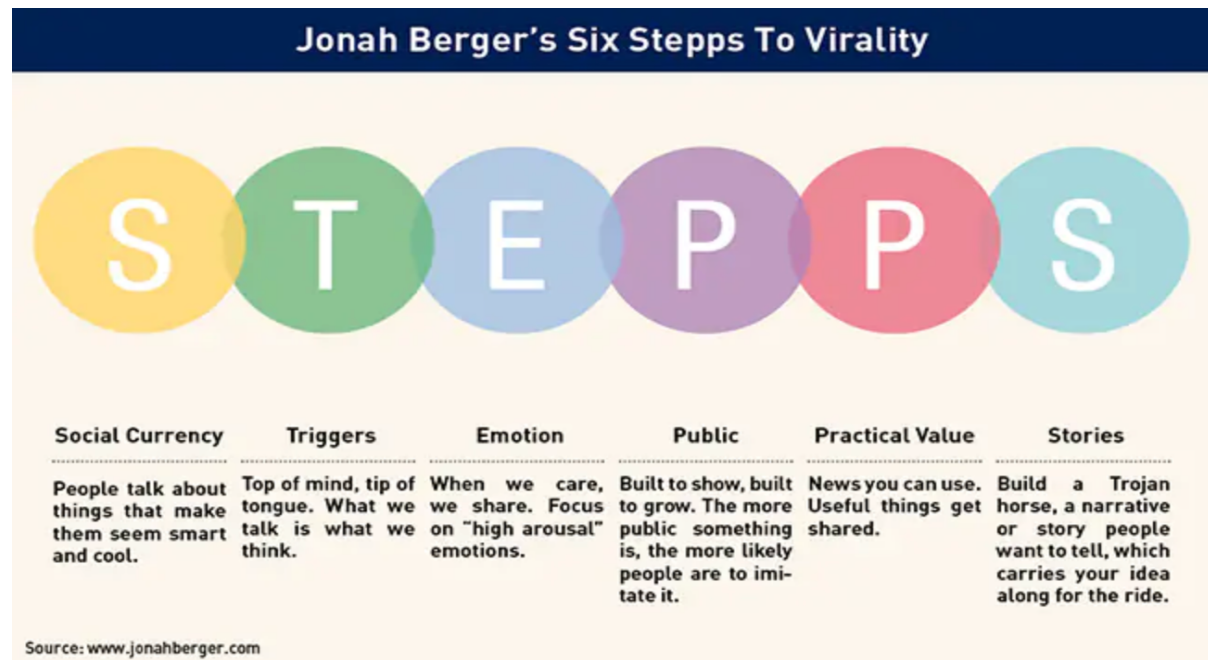 Jonah Berger's Six Stepps To Virality
S T E P P S
Social Currency
People talk about
things that make
them seem smart
and cool.
Triggers
Top of mind, tip of
tongue. What we
talk is what we
think.
Emotion
When we care,
we share. Focus
on "high arousal"
emotions.
Public
Built to show, built
to grow. The more
public something
is, the more likely
people are to imi-
tate it.
Practical Value
News you can use.
Useful things get
shared.
Stories
Build a Trojan
horse, a narrative
or story people
want to tell, which
carries your idea
along for the ride.
Source: www.jonahberger.com